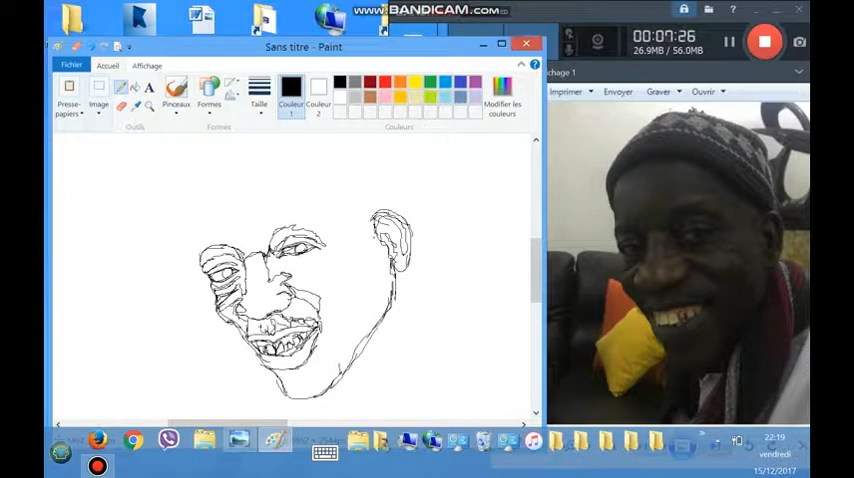 www.BANDICAM.com
00:07:26
26.9MB / 56.0MB
Sans titre - Paint
Fichier
Accueil
Affichage
Imprimer
Envoyer
Graver
Ouvrir
Presse-papiers
Image
Outils
A
Pinceaux
Formes
Formes
Taille
Couleur 1
Couleur 2
Couleurs
Modifier les couleurs
22:19
vendredi
15/12/2017